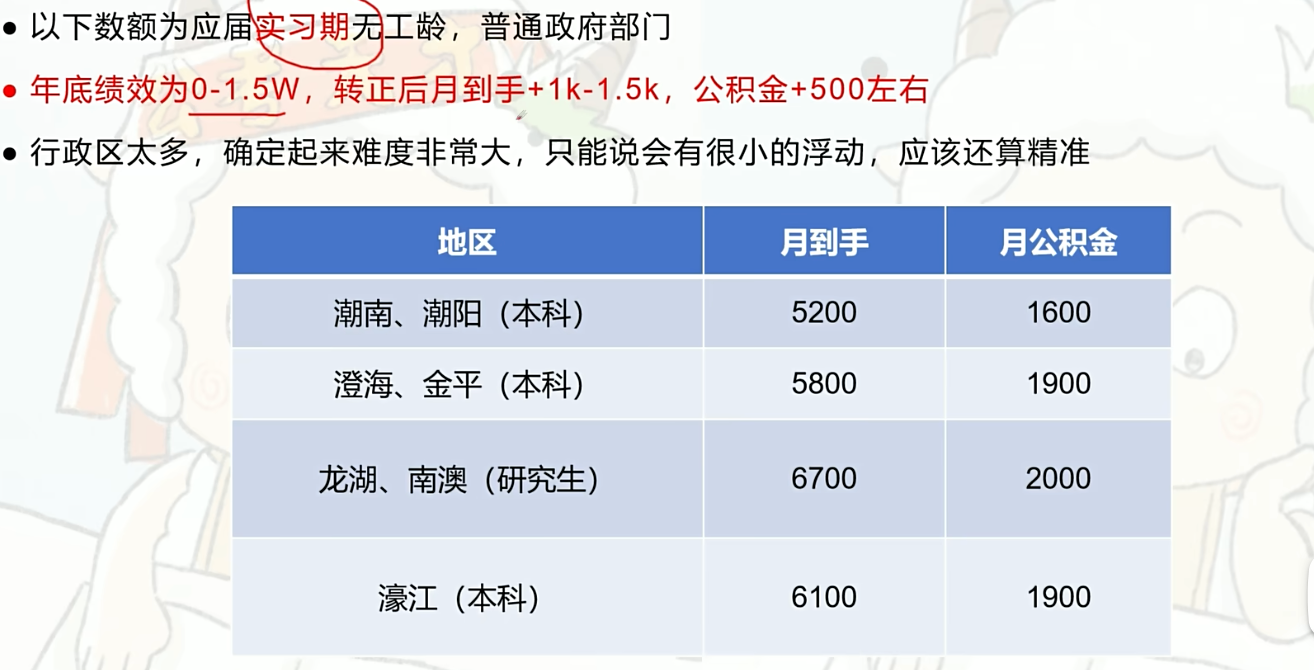 ● 以下数额为应届实习期无工龄，普通政府部门
● 年底绩效为0-1.5W，转正后月到手+1k-1.5k，公积金+500左右
● 行政区太多，确定起来难度非常大，只能说会有很小的浮动，应该还算精准
地区 月到手 月公积金
潮南、潮阳（本科） 5200 1600
澄海、金平（本科） 5800 1900
龙湖、南澳（研究生） 6700 2000
濠江（本科） 6100 1900